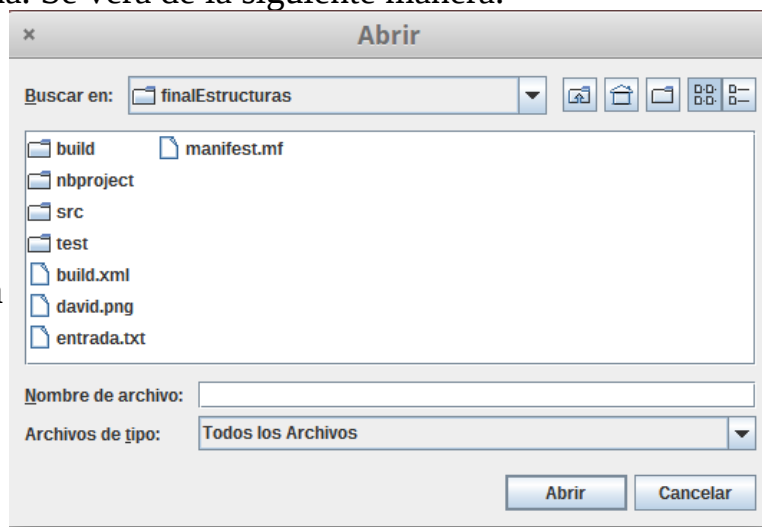 Se verá de la siguiente manera:
Abrir
Buscar en: finalEstructuras
build manifest.mf
nbproject
src
test
build.xml
david.png
entrada.txt
Nombre de archivo:
Archivos de tipo: Todos los Archivos
Abrir Cancelar